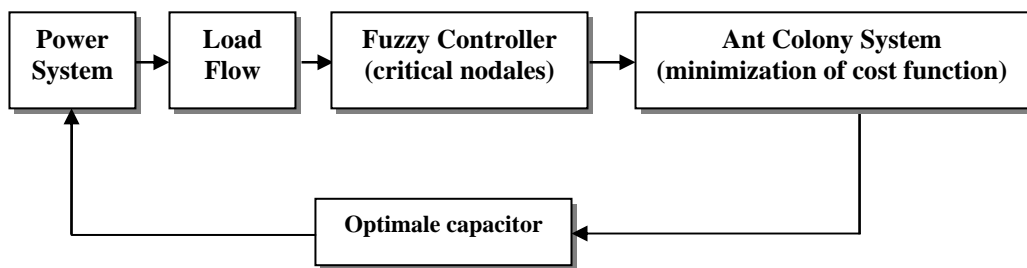 Power
System
Load
Flow
Fuzzy Controller
(critical nodales)
Ant Colony System
(minimization of cost function)
Optimale capacitor